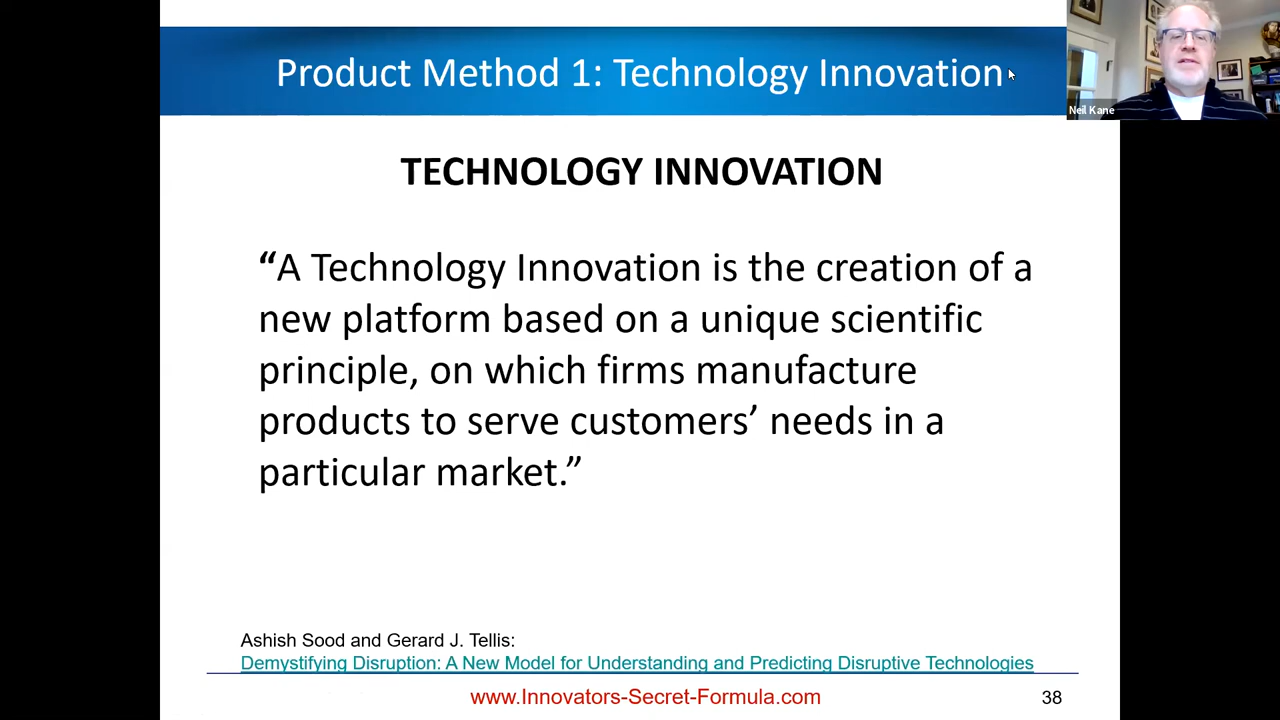 Product Method 1: Technology Innovation
Neil Kane
TECHNOLOGY INNOVATION
“A Technology Innovation is the creation of a
new platform based on a unique scientific
principle, on which firms manufacture
products to serve customers’ needs in a
particular market.”
Ashish Sood and Gerard J. Tellis:
Demystifying Disruption: A New Model for Understanding and Predicting Disruptive Technologies
www.Innovators-Secret-Formula.com
38